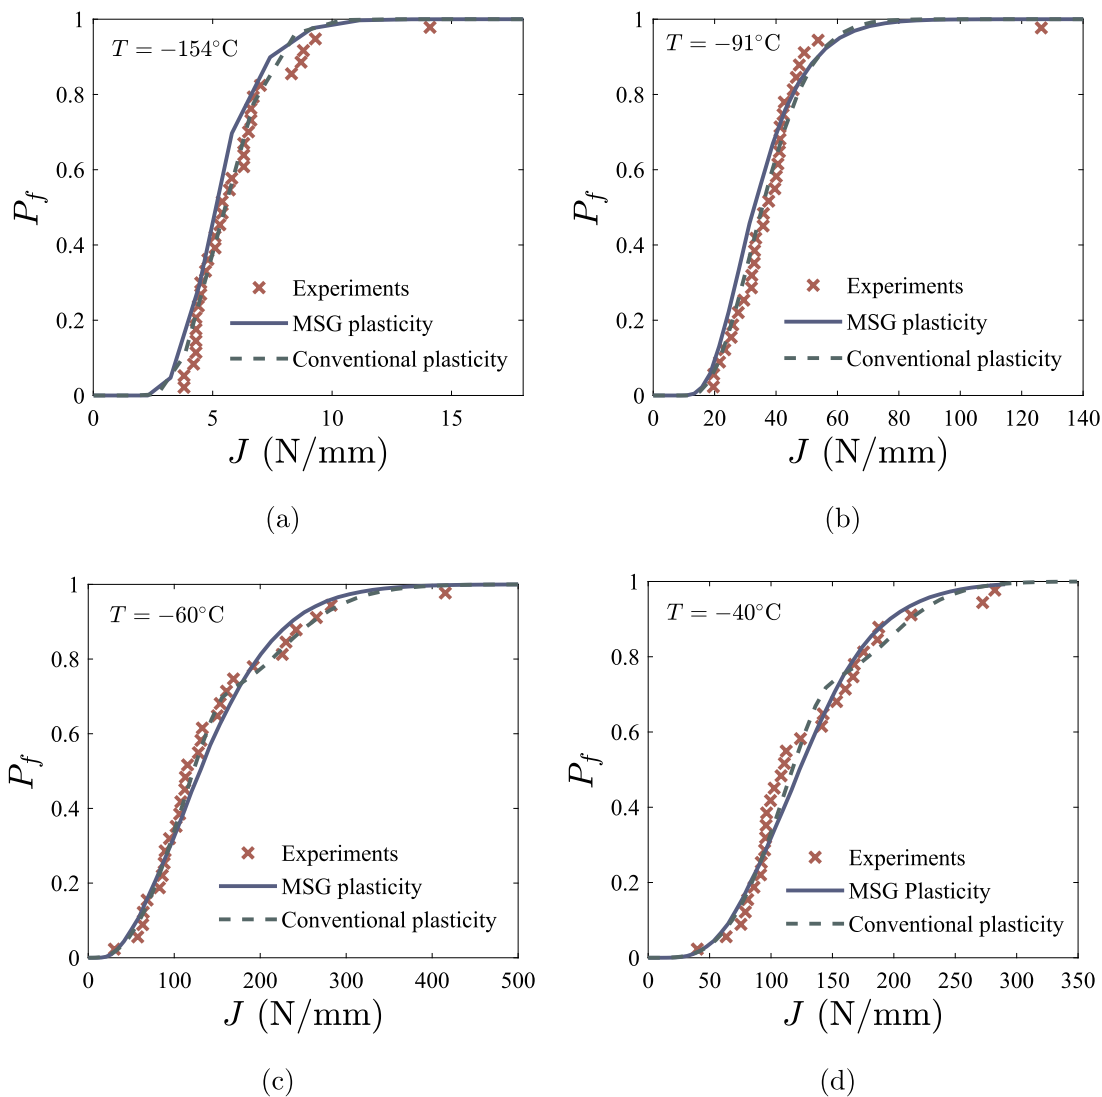 T = −154°C
1
0.8
0.6
0.4
0.2
0
P_f
Experiments
MSG plasticity
Conventional plasticity
0 5 10 15
J (N/mm)
(a)
T = −91°C
1
0.8
0.6
0.4
0.2
0
P_f
Experiments
MSG plasticity
Conventional plasticity
0 20 40 60 80 100 120 140
J (N/mm)
(b)
T = −60°C
1
0.8
0.6
0.4
0.2
0
P_f
Experiments
MSG plasticity
Conventional plasticity
0 100 200 300 400 500
J (N/mm)
(c)
T = −40°C
1
0.8
0.6
0.4
0.2
0
P_f
Experiments
MSG Plasticity
Conventional plasticity
0 50 100 150 200 250 300 350
J (N/mm)
(d)